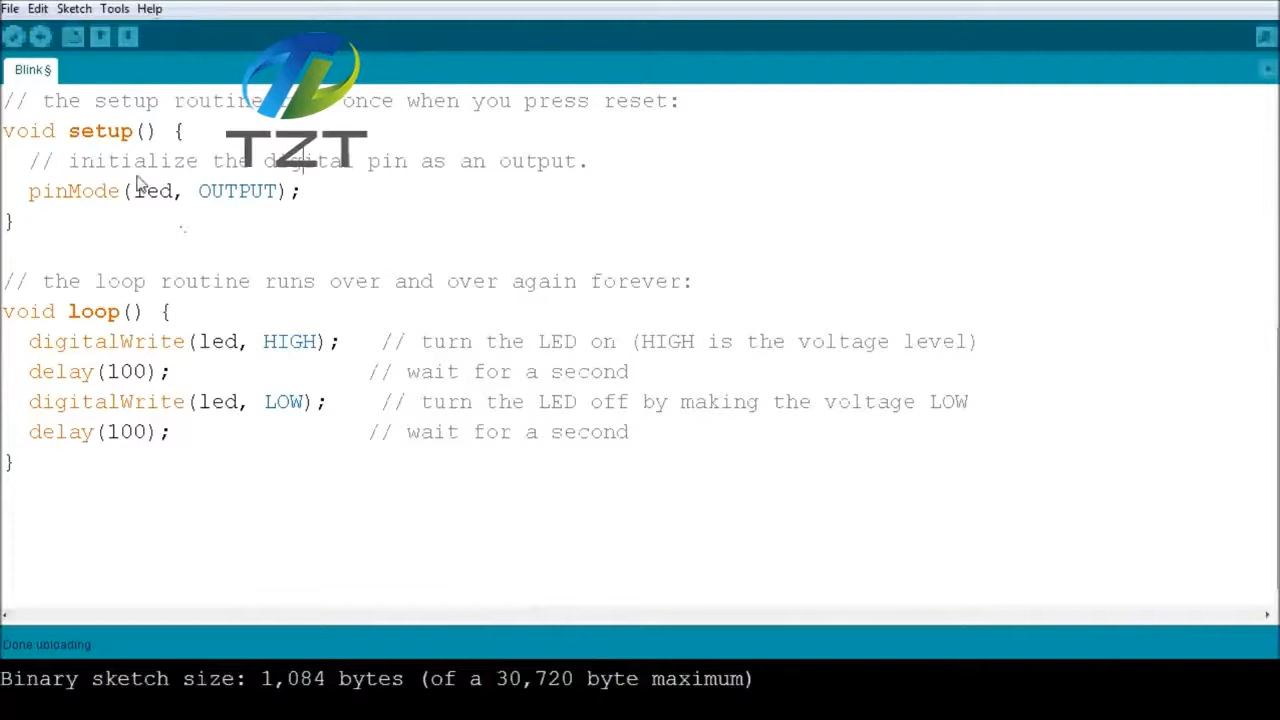 File Edit Sketch Tools Help
Blink §
// the setup routine once when you press reset:
void setup() {
TZT
// initialize the digital pin as an output.
pinMode(led, OUTPUT);
}
// the loop routine runs over and over again forever:
void loop() {
digitalWrite(led, HIGH); // turn the LED on (HIGH is the voltage level)
delay(100); // wait for a second
digitalWrite(led, LOW); // turn the LED off by making the voltage LOW
delay(100); // wait for a second
}
Done uploading
Binary sketch size: 1,084 bytes (of a 30,720 byte maximum)